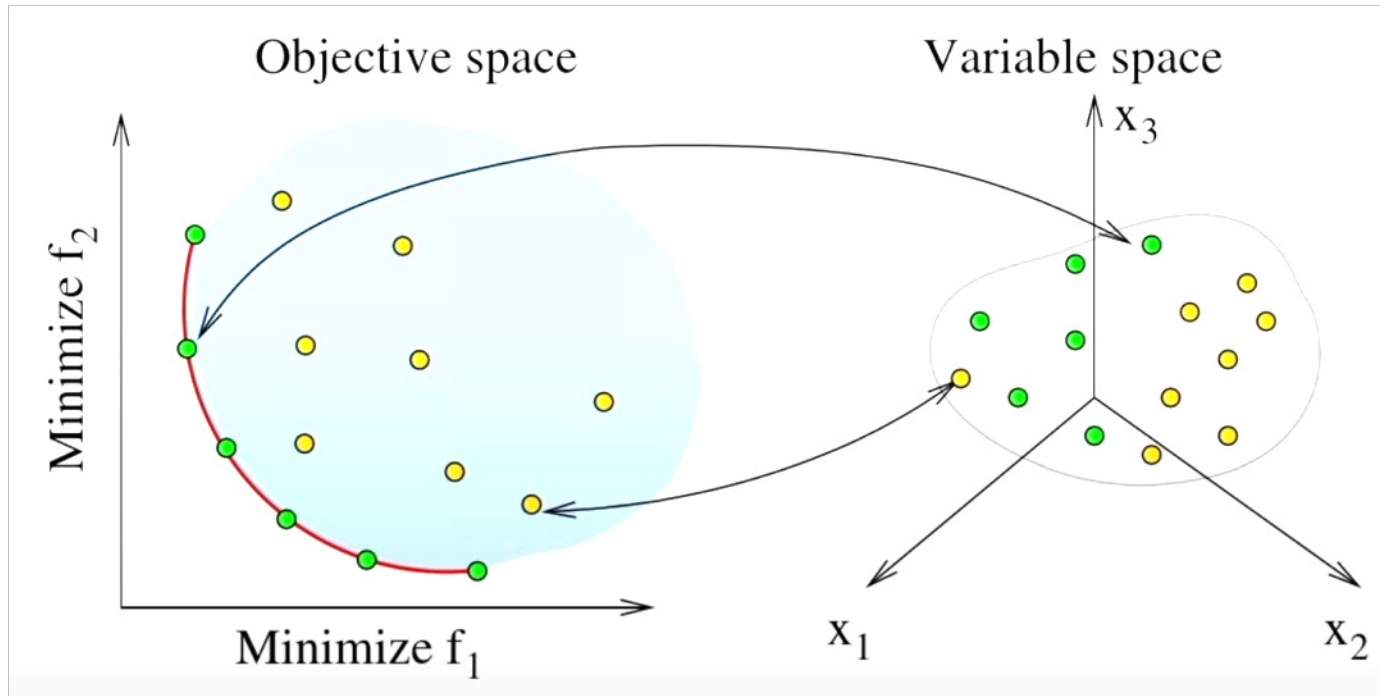 Objective space
Variable space
Minimize f₂
Minimize f₁
x₃
x₁
x₂